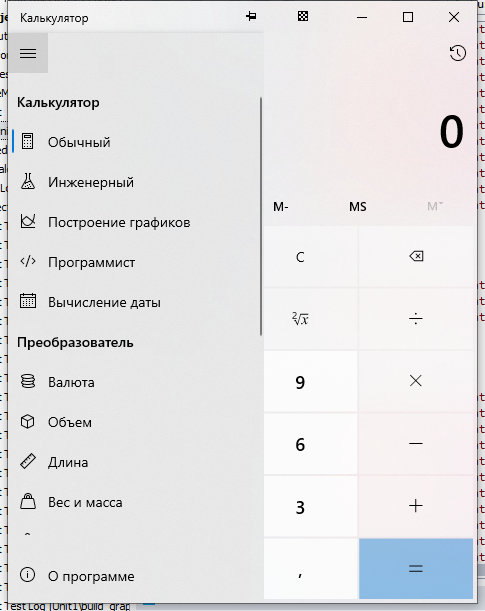 Калькулятор
Калькулятор
Обычный
Инженерный
Построение графиков
Программист
Вычисление даты
Преобразователь
Валюта
Объем
Длина
Вес и масса
О программе
0
M- MS M˅
C
²√x ÷
9 ×
6 −
3 +
, =
Test Log [Unit1\build_grap